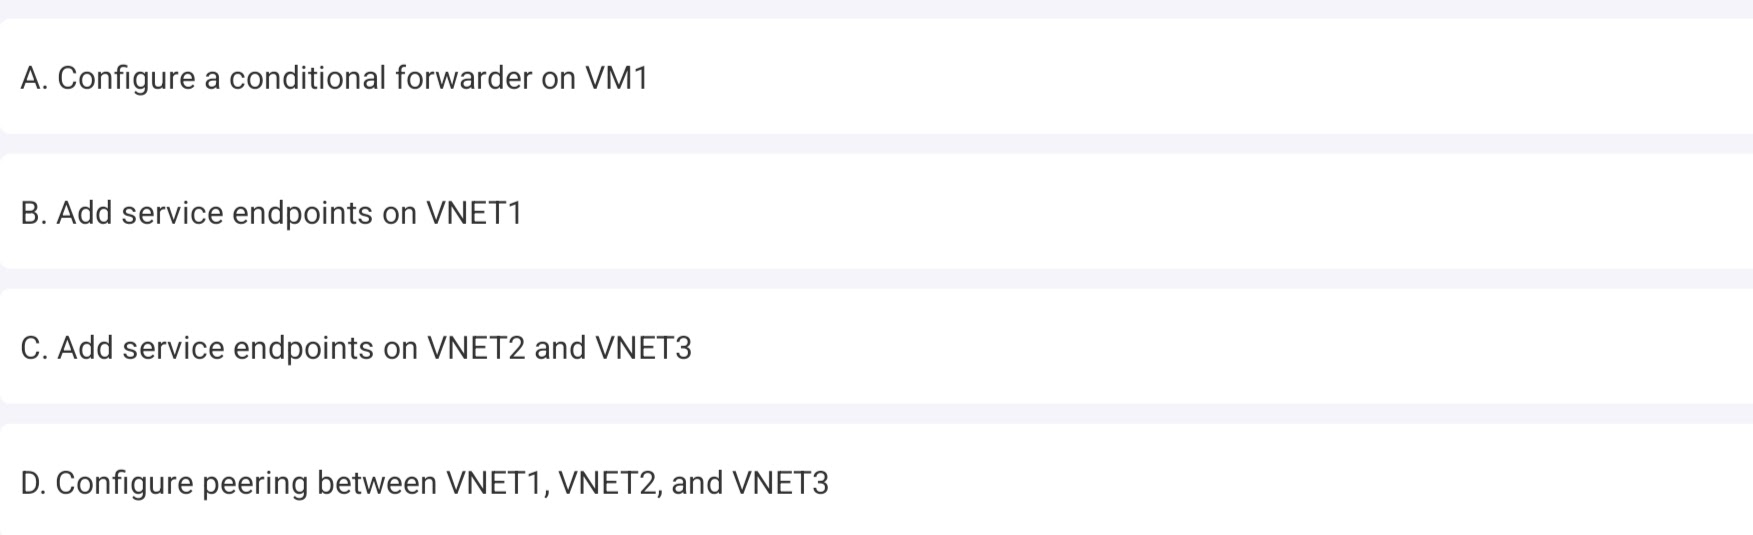 A. Configure a conditional forwarder on VM1
B. Add service endpoints on VNET1
C. Add service endpoints on VNET2 and VNET3
D. Configure peering between VNET1, VNET2, and VNET3